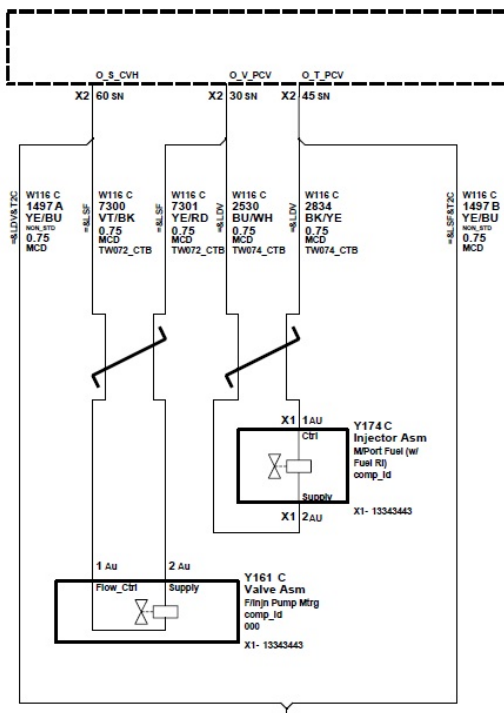 O_S_CVH
O_V_PCV
O_T_PCV
X2 60 SN
X2 30 SN
X2 45 SN
=&LDV&T2C
W116 C
1497 A
YE/BU
NON_STD
0.75
MCD
=&LSF
W116 C
7300
VT/BK
0.75
MCD
TW072_CTB
=&LSF
W116 C
7301
YE/RD
0.75
MCD
TW072_CTB
=&LDV
W116 C
2530
BU/WH
0.75
MCD
TW074_CTB
=&LDV
W116 C
2834
BK/YE
0.75
MCD
TW074_CTB
=&LSF&T2C
W116 C
1497 B
YE/BU
NON_STD
0.75
MCD
X1 1 AU
Ctrl
Supply
X1 2 AU
Y174 C
Injector Asm
M/Port Fuel (w/
Fuel RI)
comp_id
X1- 13343443
1 Au
2 Au
Flow_Ctrl
Supply
Y161 C
Valve Asm
F/Injn Pump Mtrg
comp_id
000
X1- 13343443